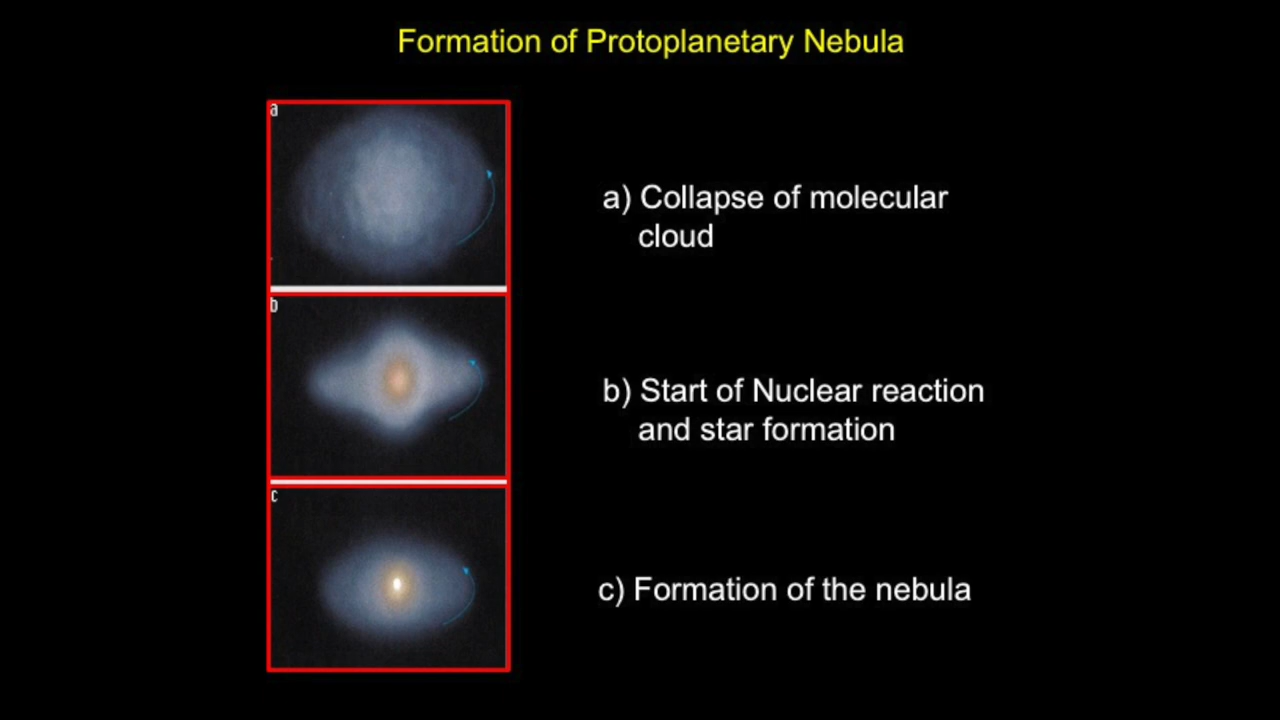 Formation of Protoplanetary Nebula
a
a) Collapse of molecular
cloud
b
b) Start of Nuclear reaction
and star formation
c
c) Formation of the nebula